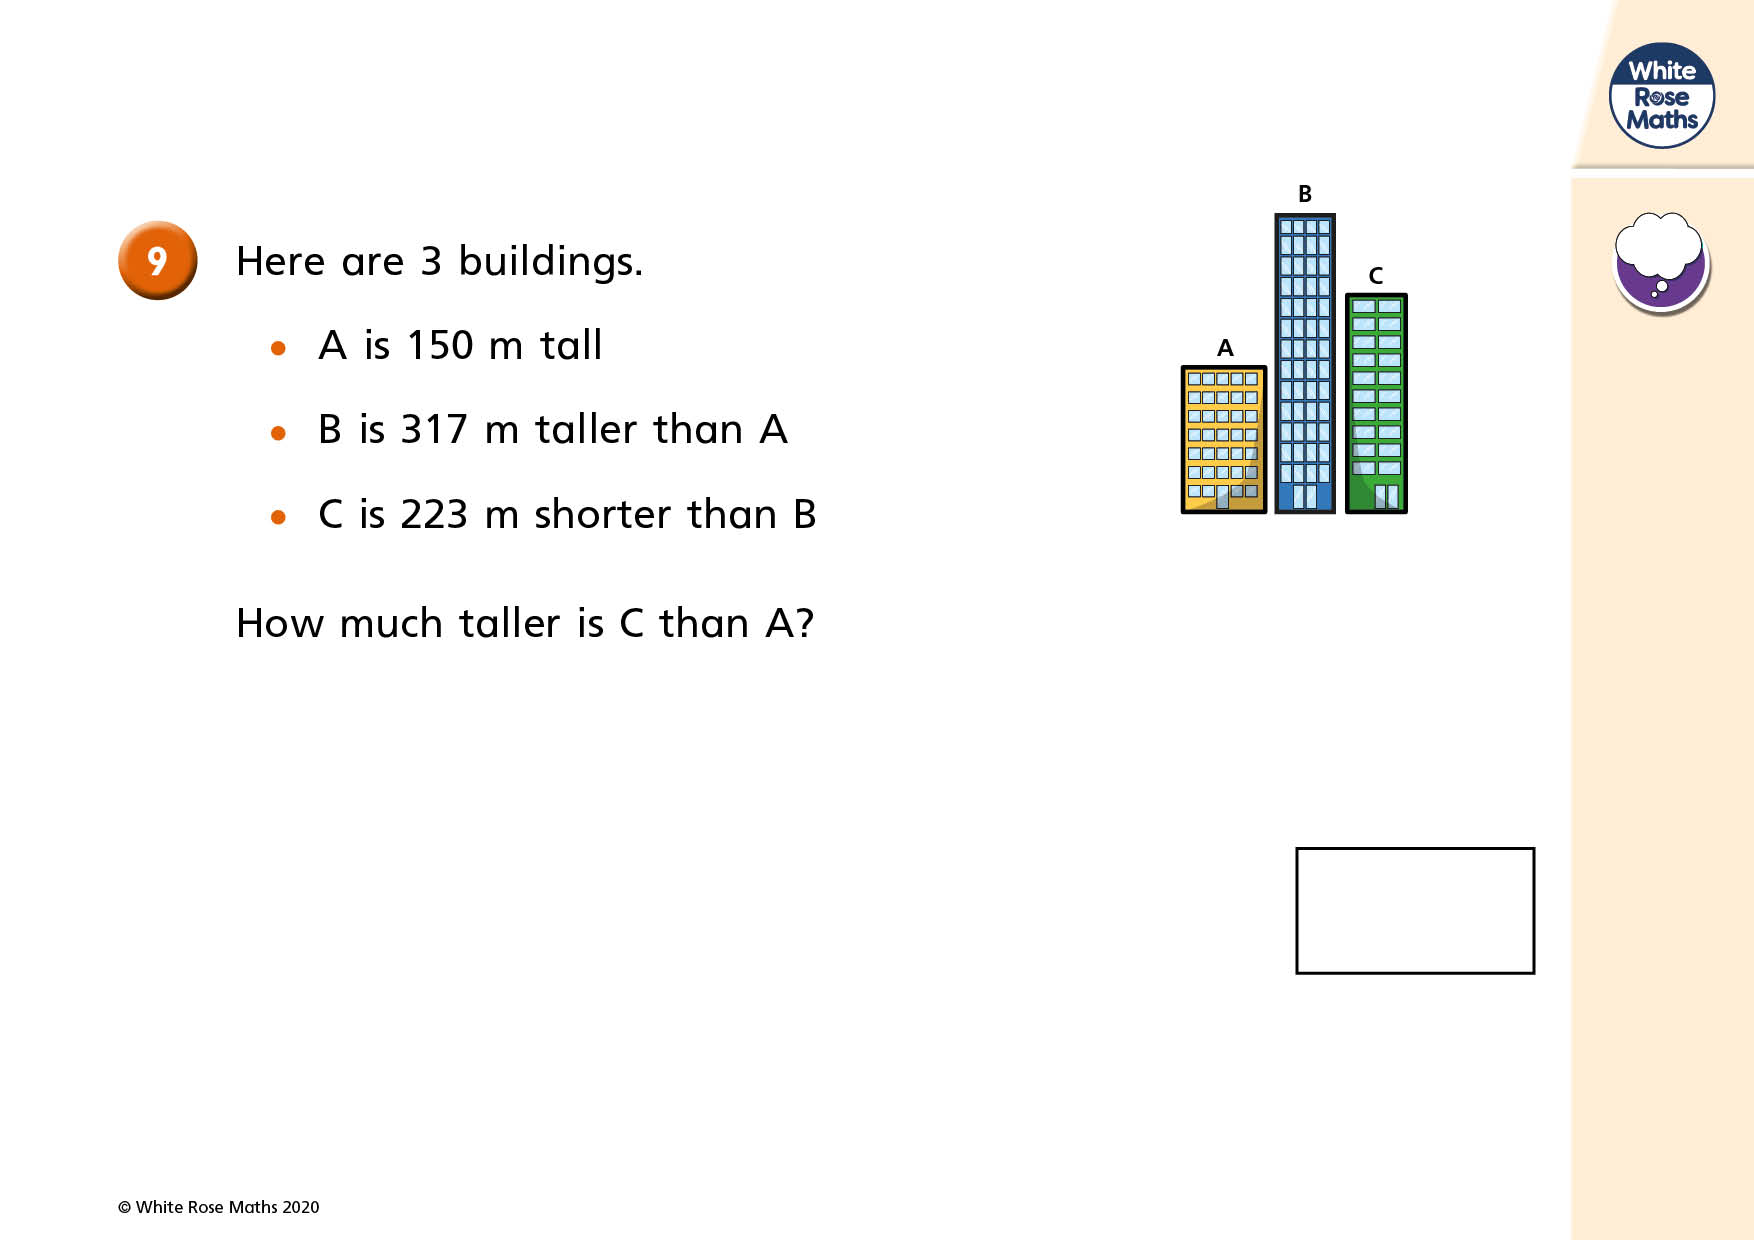 White
Rose
Maths
9 Here are 3 buildings.
• A is 150 m tall
• B is 317 m taller than A
• C is 223 m shorter than B
How much taller is C than A?
B
C
A
© White Rose Maths 2020